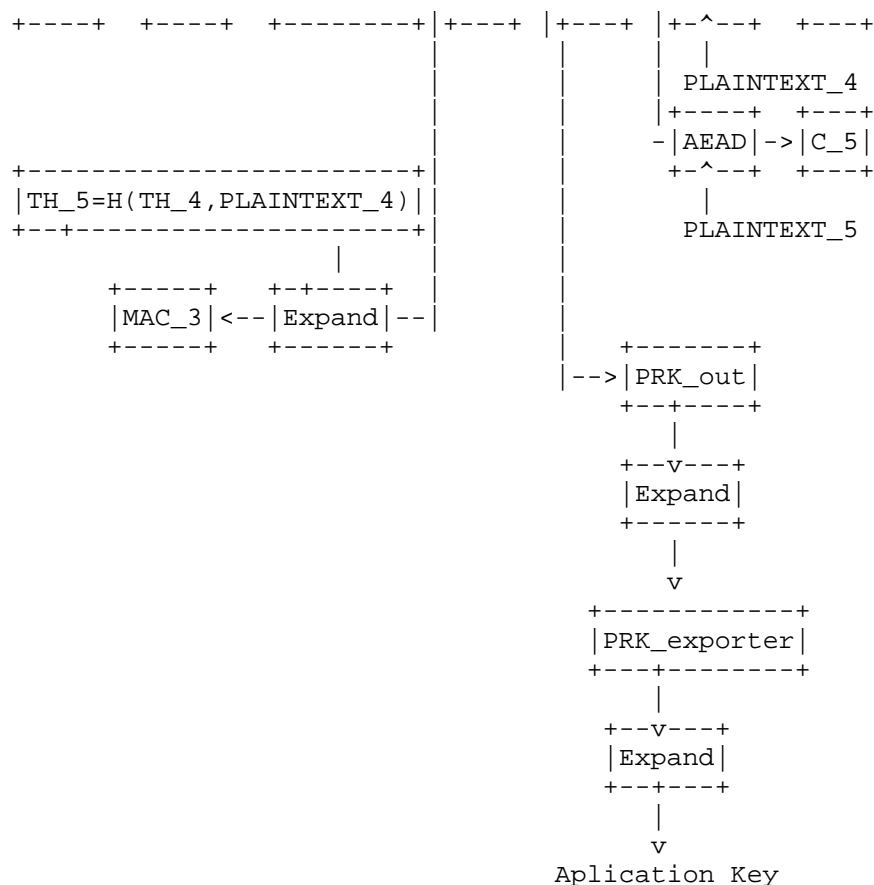 +----+  +----+  +--------+|+---+ |+---+ |+-^--+  +---+
                          |       |     |  |
                          |       |     | PLAINTEXT_4
                          |       |     |+----+  +---+
                          |       |     -|AEAD|->|C_5|
+-------------------------+       |      +-^--+  +---+
|TH_5=H(TH_4,PLAINTEXT_4)||       |        |
+--+----------------------+       |       PLAINTEXT_5
                    |     |       |
      +-----+   +-+----+  |       |
      |MAC_3|<--|Expand|--|       |
      +-----+   +------+          |   +-------+
                                  |-->|PRK_out|
                                      +--+----+
                                         |
                                      +--v---+
                                      |Expand|
                                      +------+
                                         |
                                         v
                                    +------------+
                                    |PRK_exporter|
                                    +---+--------+
                                        |
                                     +--v---+
                                     |Expand|
                                     +--+---+
                                        |
                                        v
                                  Aplication Key